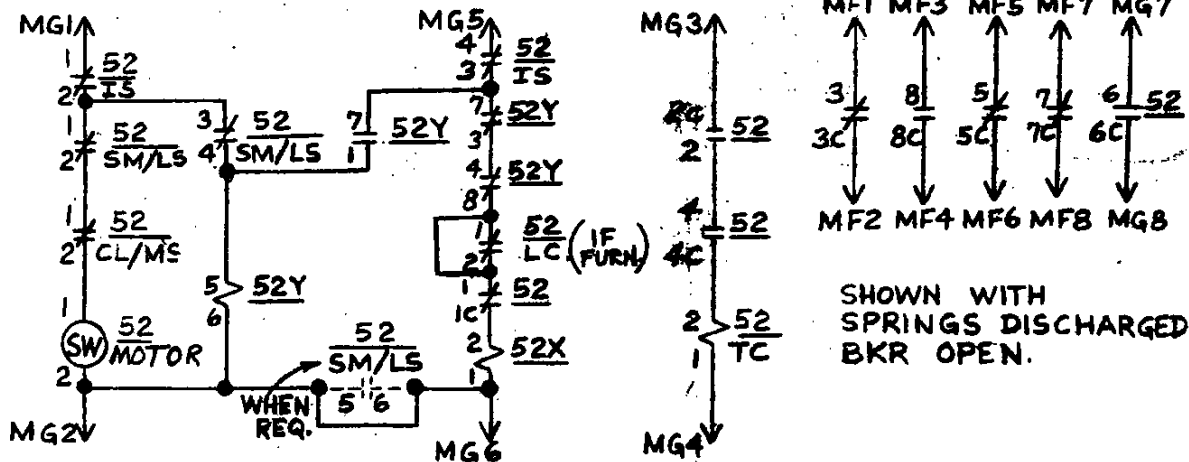 MG1
1
52
IS
2
1
52
SM/LS
2
1
52
CL/MS
2
1
SW
52
MOTOR
2
MG2
3
52
SM/LS
4
5
52Y
6
7
52Y
1
52
SM/LS
WHEN
REQ.
5 6
MG5
4
52
3
IS
7
52Y
3
4
52Y
8
1
52
LC
(IF
FURN.)
2
1
52
1C
2
52X
1
MG6
MG3
2C
52
2
4
52
4C
2
52
TC
1
MG4
MF1 MF3 MF5 MF7 MG7
3 8 5 7 6 52
3C 8C 5C 7C 6C
MF2 MF4 MF6 MF8 MG8
SHOWN WITH
SPRINGS DISCHARGED
BKR OPEN.